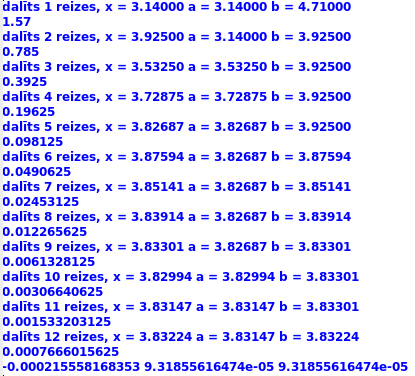 dalīts 1 reizes, x = 3.14000 a = 3.14000 b = 4.71000
1.57
dalīts 2 reizes, x = 3.92500 a = 3.14000 b = 3.92500
0.785
dalīts 3 reizes, x = 3.53250 a = 3.53250 b = 3.92500
0.3925
dalīts 4 reizes, x = 3.72875 a = 3.72875 b = 3.92500
0.19625
dalīts 5 reizes, x = 3.82687 a = 3.82687 b = 3.92500
0.098125
dalīts 6 reizes, x = 3.87594 a = 3.82687 b = 3.87594
0.0490625
dalīts 7 reizes, x = 3.85141 a = 3.82687 b = 3.85141
0.02453125
dalīts 8 reizes, x = 3.83914 a = 3.82687 b = 3.83914
0.012265625
dalīts 9 reizes, x = 3.83301 a = 3.82687 b = 3.83301
0.0061328125
dalīts 10 reizes, x = 3.82994 a = 3.82994 b = 3.83301
0.00306640625
dalīts 11 reizes, x = 3.83147 a = 3.83147 b = 3.83301
0.001533203125
dalīts 12 reizes, x = 3.83224 a = 3.83147 b = 3.83224
0.0007666015625
-0.000215558168353 9.31855616474e-05 9.31855616474e-05